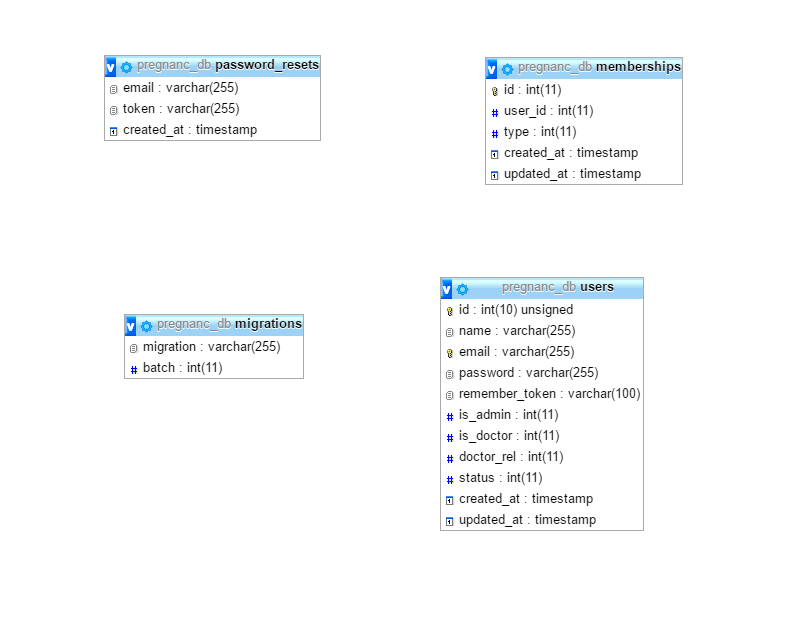 pregnanc_db password_resets
email : varchar(255)
token : varchar(255)
created_at : timestamp
pregnanc_db memberships
id : int(11)
user_id : int(11)
type : int(11)
created_at : timestamp
updated_at : timestamp
pregnanc_db migrations
migration : varchar(255)
batch : int(11)
pregnanc_db users
id : int(10) unsigned
name : varchar(255)
email : varchar(255)
password : varchar(255)
remember_token : varchar(100)
is_admin : int(11)
is_doctor : int(11)
doctor_rel : int(11)
status : int(11)
created_at : timestamp
updated_at : timestamp